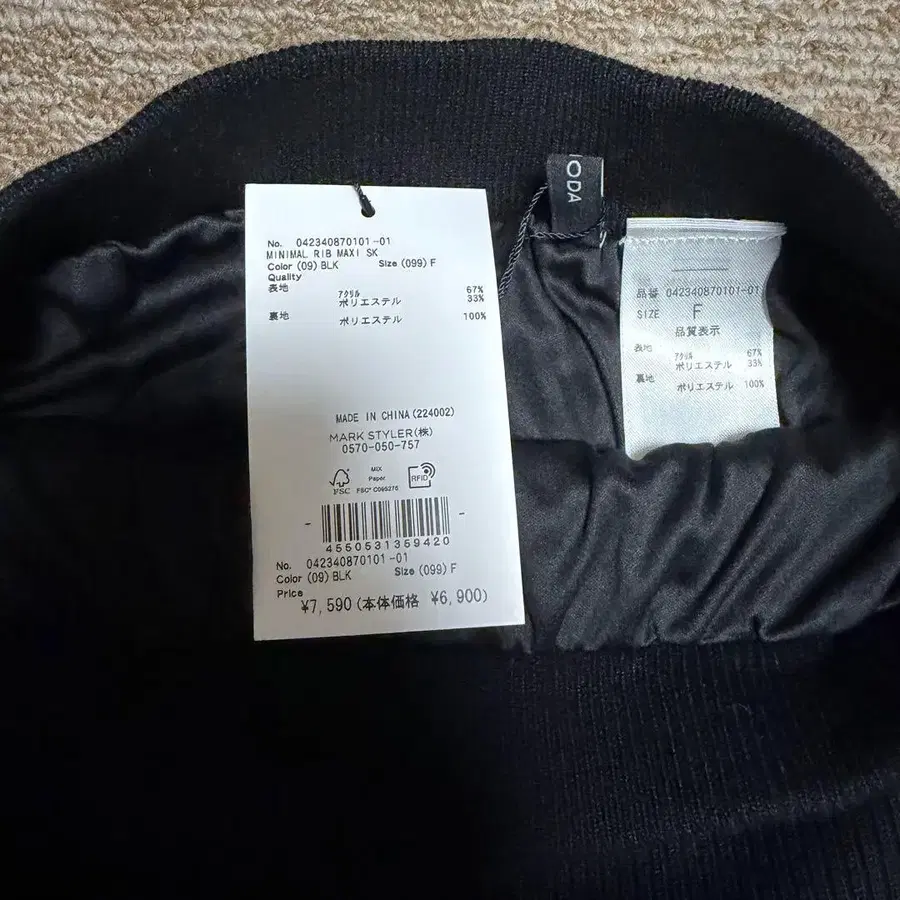 No. 042340870101-01
MINIMAL RIB MAXI SK
Color (09) BLK Size (099) F
Quality
表地 アクリル 67%
ポリエステル 33%
裏地 ポリエステル 100%
MADE IN CHINA (224002)
MARK STYLER(株)
0570-050-757
FSC
MIX
Paper
FSC® C095275
RFID
4550531359420
No. 042340870101-01
Color (09) BLK Size (099) F
Price
¥7,590 (本体価格 ¥6,900)
ODA
品番 042340870101-01
SIZE F
品質表示
表地 アクリル 67%
ポリエステル 33%
裏地 ポリエステル 100%